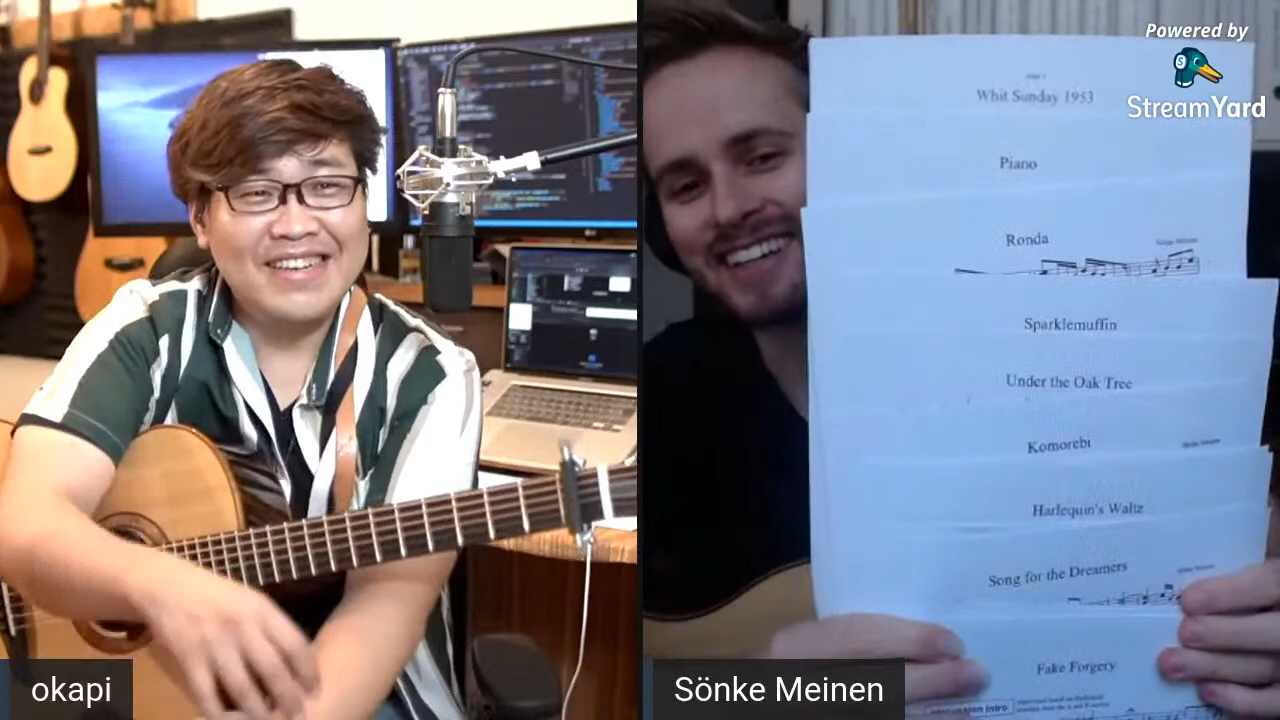 Powered by
StreamYard
Whit Sunday 1953
Piano
Ronda
Sparklemuffin
Under the Oak Tree
Komorebi
Harlequin's Waltz
Song for the Dreamers
Fake Forgery
okapi
Sönke Meinen